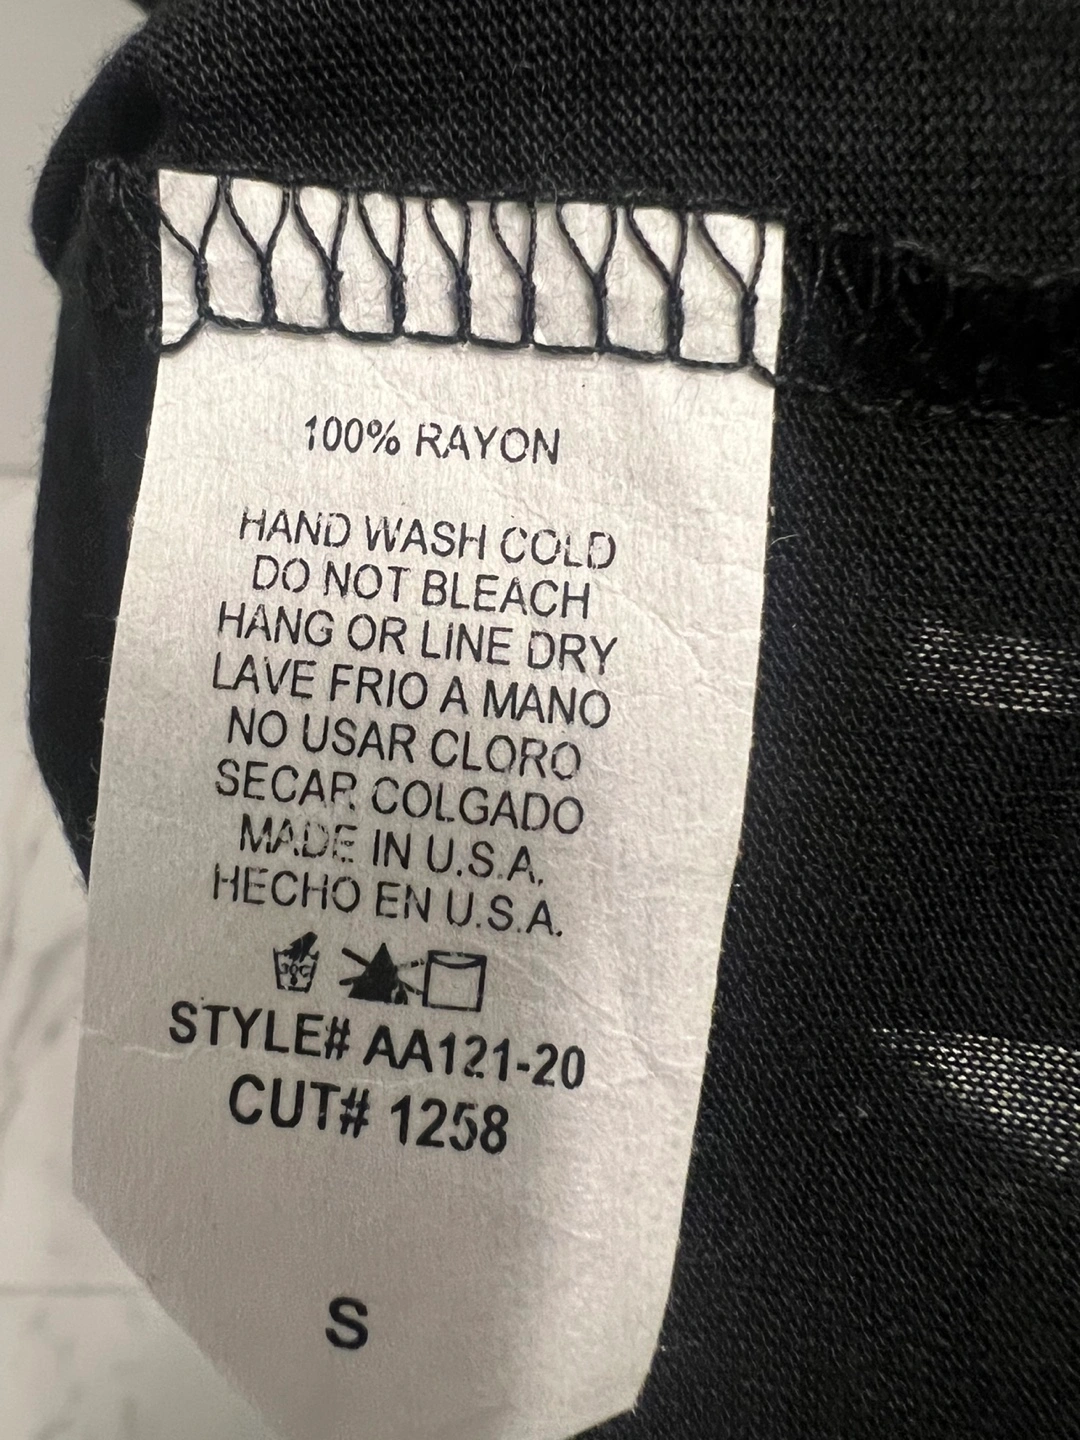 100% RAYON
HAND WASH COLD
DO NOT BLEACH
HANG OR LINE DRY
LAVE FRIO A MANO
NO USAR CLORO
SECAR COLGADO
MADE IN U.S.A.
HECHO EN U.S.A.
30°C
STYLE# AA121-20
CUT# 1258
S